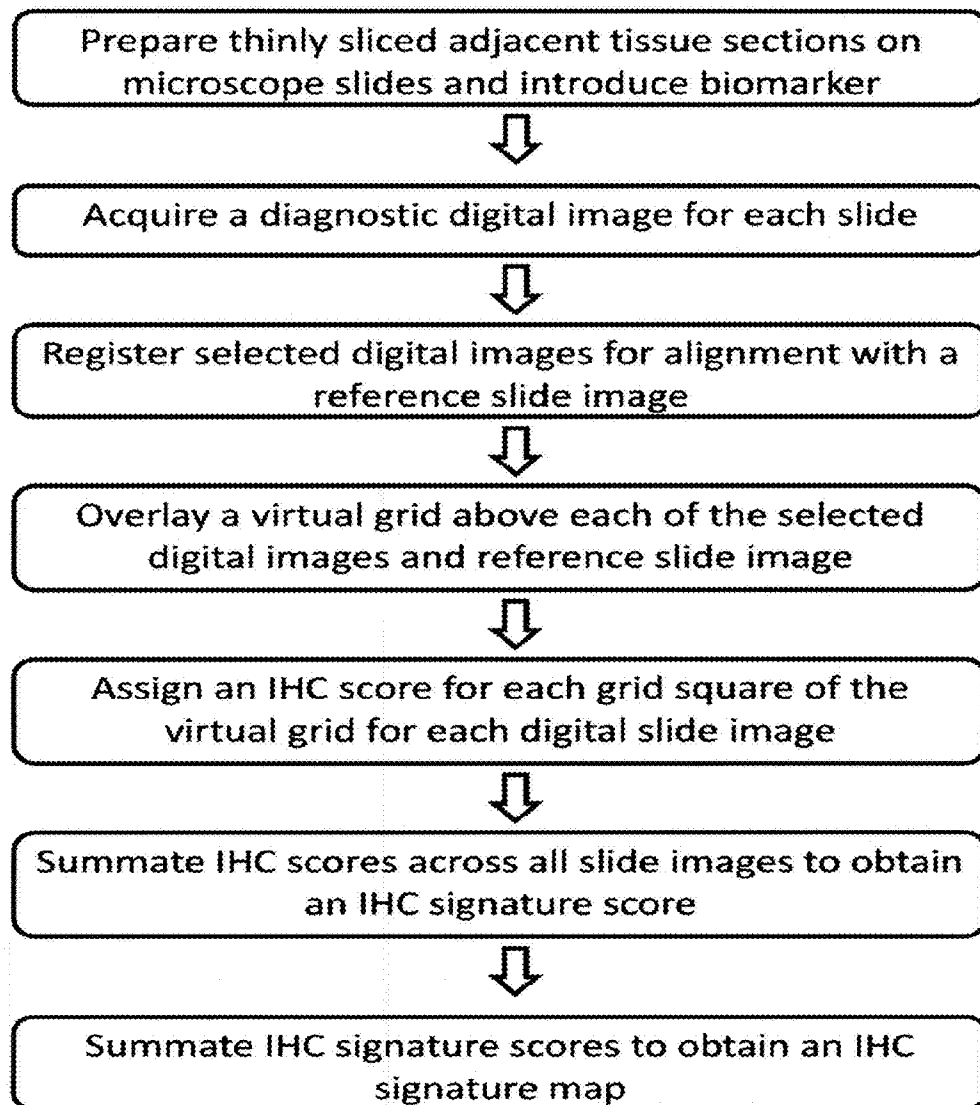 Prepare thinly sliced adjacent tissue sections on
microscope slides and introduce biomarker
Acquire a diagnostic digital image for each slide
Register selected digital images for alignment with a
reference slide image
Overlay a virtual grid above each of the selected
digital images and reference slide image
Assign an IHC score for each grid square of the
virtual grid for each digital slide image
Summate IHC scores across all slide images to obtain
an IHC signature score
Summate IHC signature scores to obtain an IHC
signature map